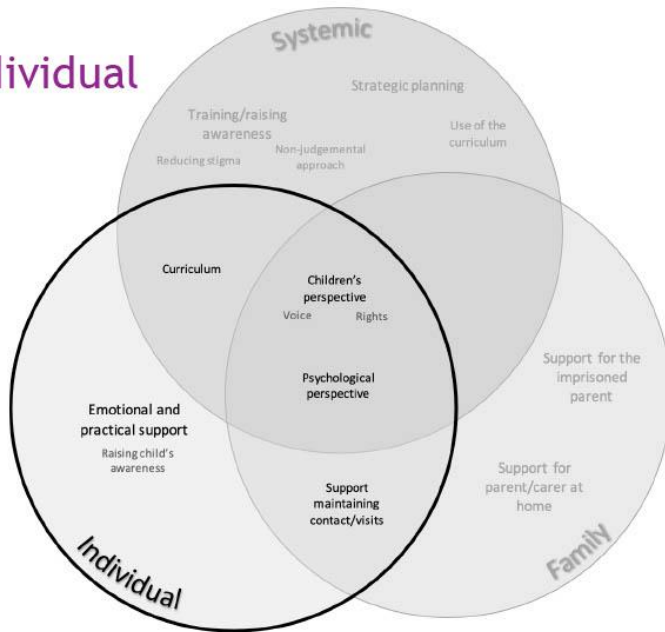 dividual
Systemic
Strategic planning
Training/raising
awareness
Use of the
curriculum
Reducing stigma
Non-judgemental
approach
Curriculum
Children's
perspective
Voice
Rights
Psychological
perspective
Support for the
imprisoned
parent
Emotional and
practical support
Raising child's
awareness
Support for
parent/carer at
home
Support
maintaining
contact/visits
Individual
Family